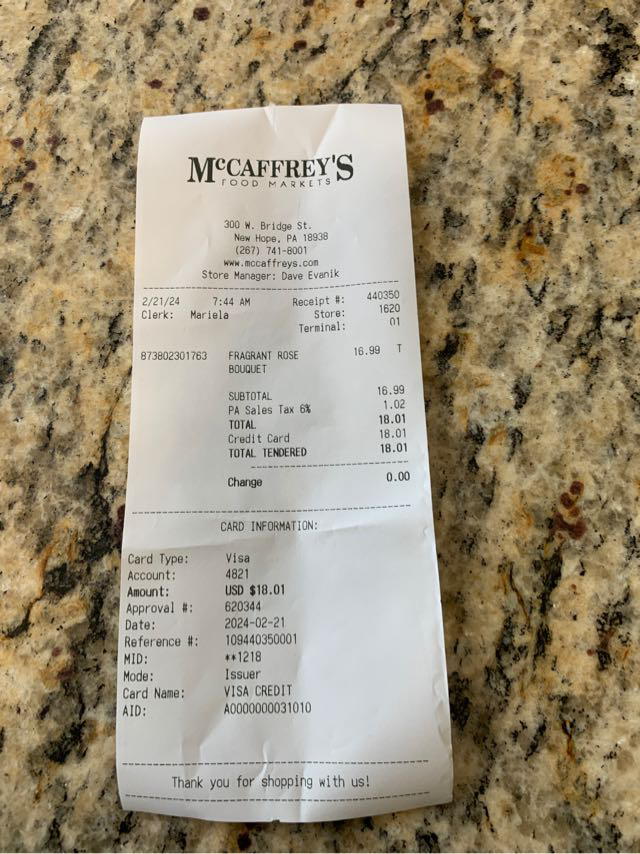 McCAFFREY'S
FOOD MARKETS
300 W. Bridge St.
New Hope, PA 18938
(267) 741-8001
www.mccaffreys.com
Store Manager: Dave Evanik
2/21/24 7:44 AM Receipt #: 440350
Clerk: Mariela Store: 1620
Terminal: 01
873802301763 FRAGRANT ROSE 16.99 T
BOUQUET
SUBTOTAL 16.99
PA Sales Tax 6% 1.02
TOTAL 18.01
Credit Card 18.01
TOTAL TENDERED 18.01
Change 0.00
CARD INFORMATION:
Card Type: Visa
Account: 4821
Amount: USD $18.01
Approval #: 620344
Date: 2024-02-21
Reference #: 109440350001
MID: **1218
Mode: Issuer
Card Name: VISA CREDIT
AID: A0000000031010
Thank you for shopping with us!